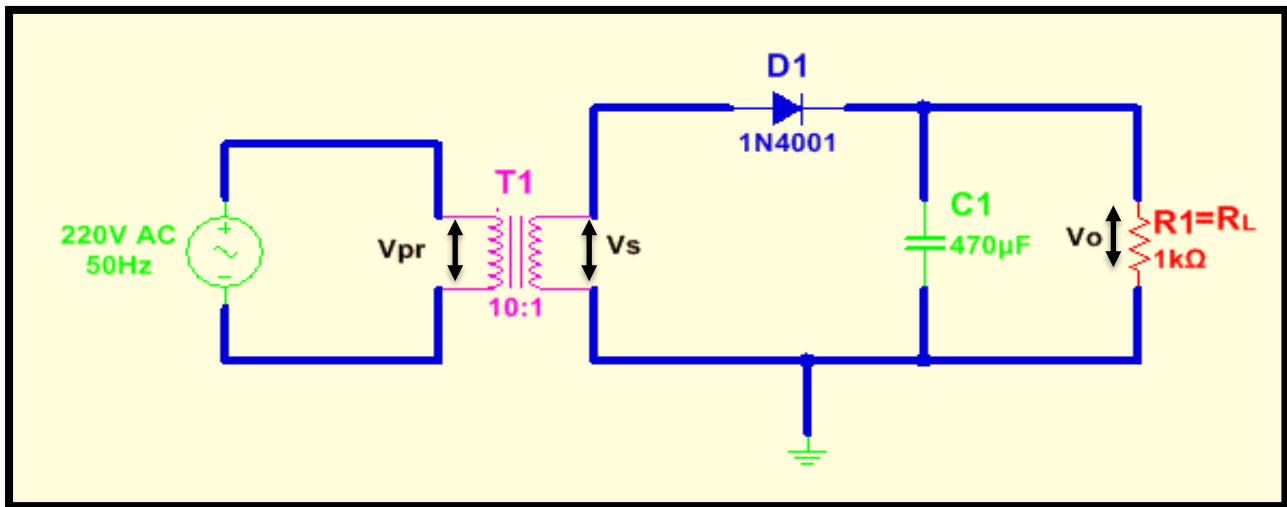 D1
1N4001
T1
220V AC
50Hz
Vpr
Vs
10:1
C1
470µF
Vo
R1=RL
1kΩ